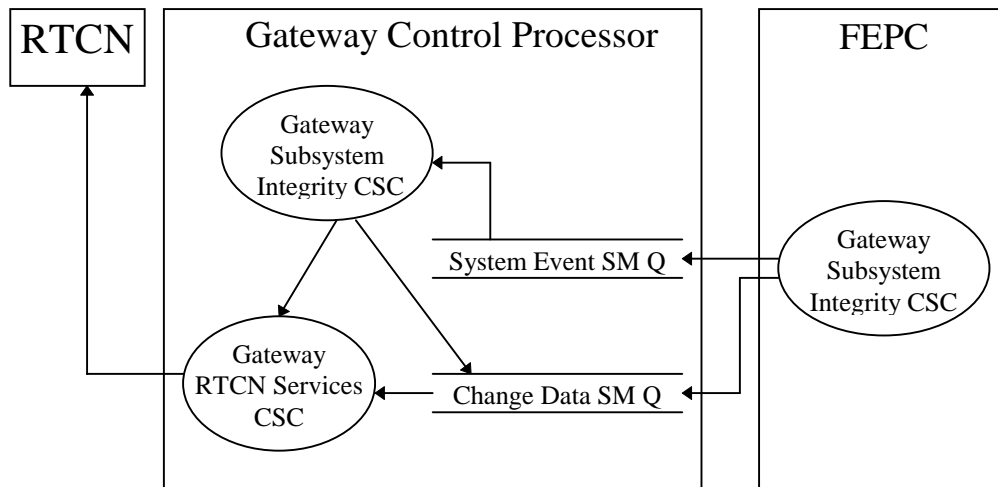 RTCN
Gateway Control Processor
FEPC
Gateway
Subsystem
Integrity CSC
System Event SM Q
Gateway
Subsystem
Integrity CSC
Gateway
RTCN Services
CSC
Change Data SM Q